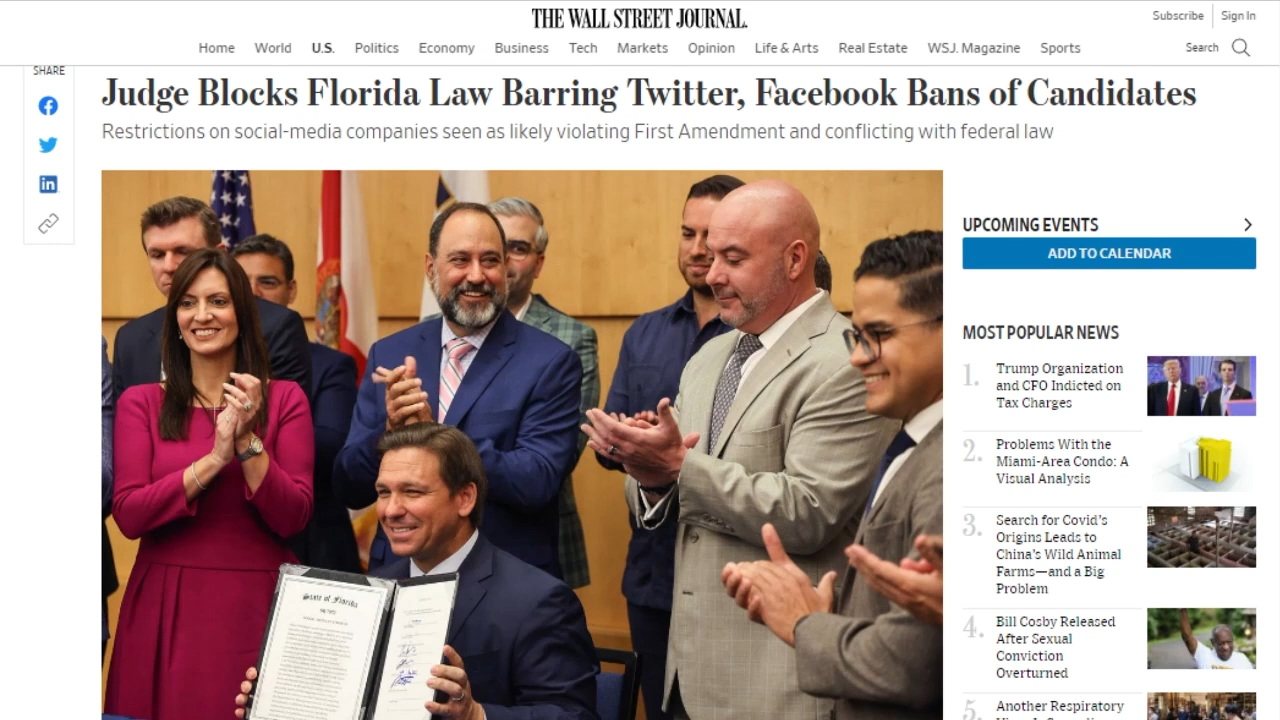 THE WALL STREET JOURNAL.
Subscribe
Sign In
Home World U.S. Politics Economy Business Tech Markets Opinion Life & Arts Real Estate WSJ. Magazine Sports
Search
SHARE
Judge Blocks Florida Law Barring Twitter, Facebook Bans of Candidates
Restrictions on social-media companies seen as likely violating First Amendment and conflicting with federal law
State of Florida
UPCOMING EVENTS
ADD TO CALENDAR
MOST POPULAR NEWS
1.
Trump Organization
and CFO Indicted on
Tax Charges
2.
Problems With the
Miami-Area Condo: A
Visual Analysis
3.
Search for Covid's
Origins Leads to
China's Wild Animal
Farms—and a Big
Problem
4.
Bill Cosby Released
After Sexual
Conviction
Overturned
5.
Another Respiratory